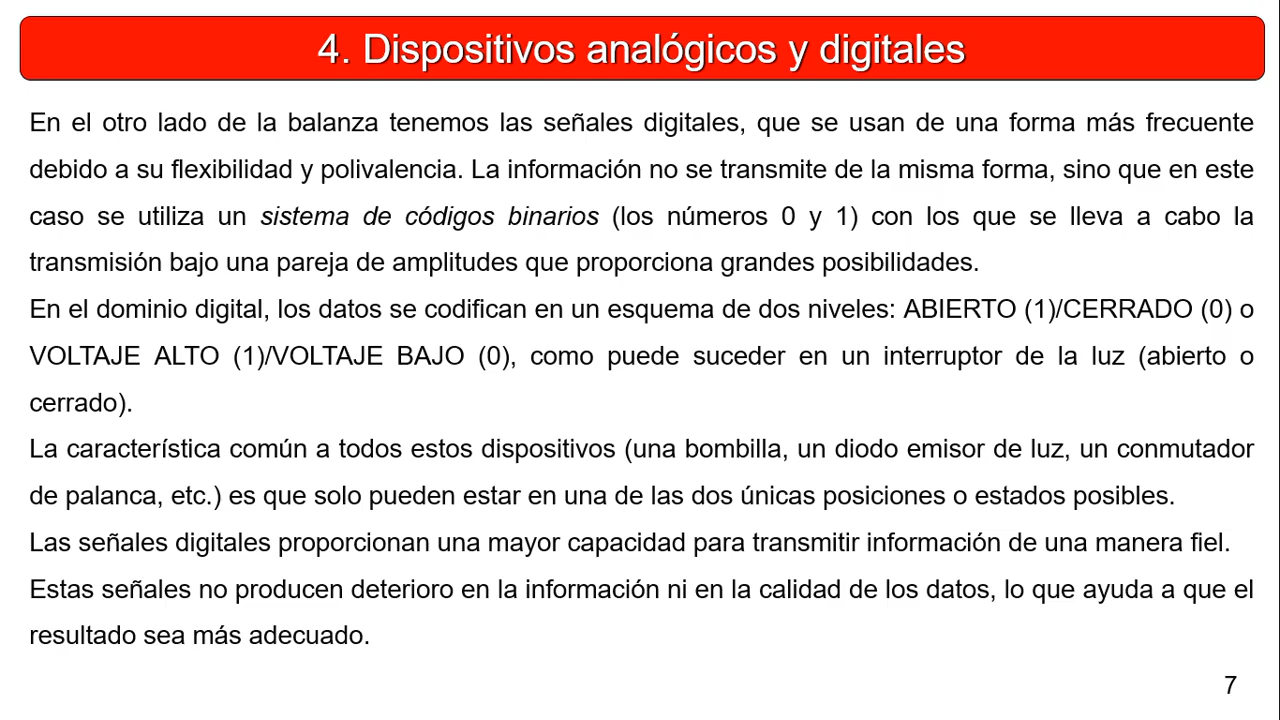 4. Dispositivos analógicos y digitales
En el otro lado de la balanza tenemos las señales digitales, que se usan de una forma más frecuente
debido a su flexibilidad y polivalencia. La información no se transmite de la misma forma, sino que en este
caso se utiliza un sistema de códigos binarios (los números 0 y 1) con los que se lleva a cabo la
transmisión bajo una pareja de amplitudes que proporciona grandes posibilidades.
En el dominio digital, los datos se codifican en un esquema de dos niveles: ABIERTO (1)/CERRADO (0) o
VOLTAJE ALTO (1)/VOLTAJE BAJO (0), como puede suceder en un interruptor de la luz (abierto o
cerrado).
La característica común a todos estos dispositivos (una bombilla, un diodo emisor de luz, un conmutador
de palanca, etc.) es que solo pueden estar en una de las dos únicas posiciones o estados posibles.
Las señales digitales proporcionan una mayor capacidad para transmitir información de una manera fiel.
Estas señales no producen deterioro en la información ni en la calidad de los datos, lo que ayuda a que el
resultado sea más adecuado.
7